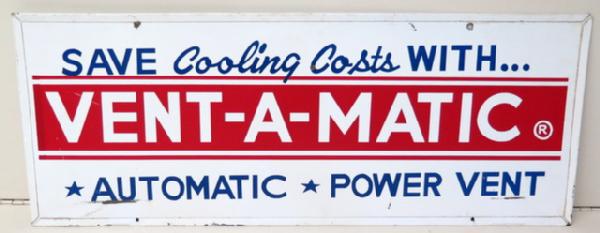 SAVE Cooling Costs WITH...
VENT-A-MATIC ®
★ AUTOMATIC ★ POWER VENT